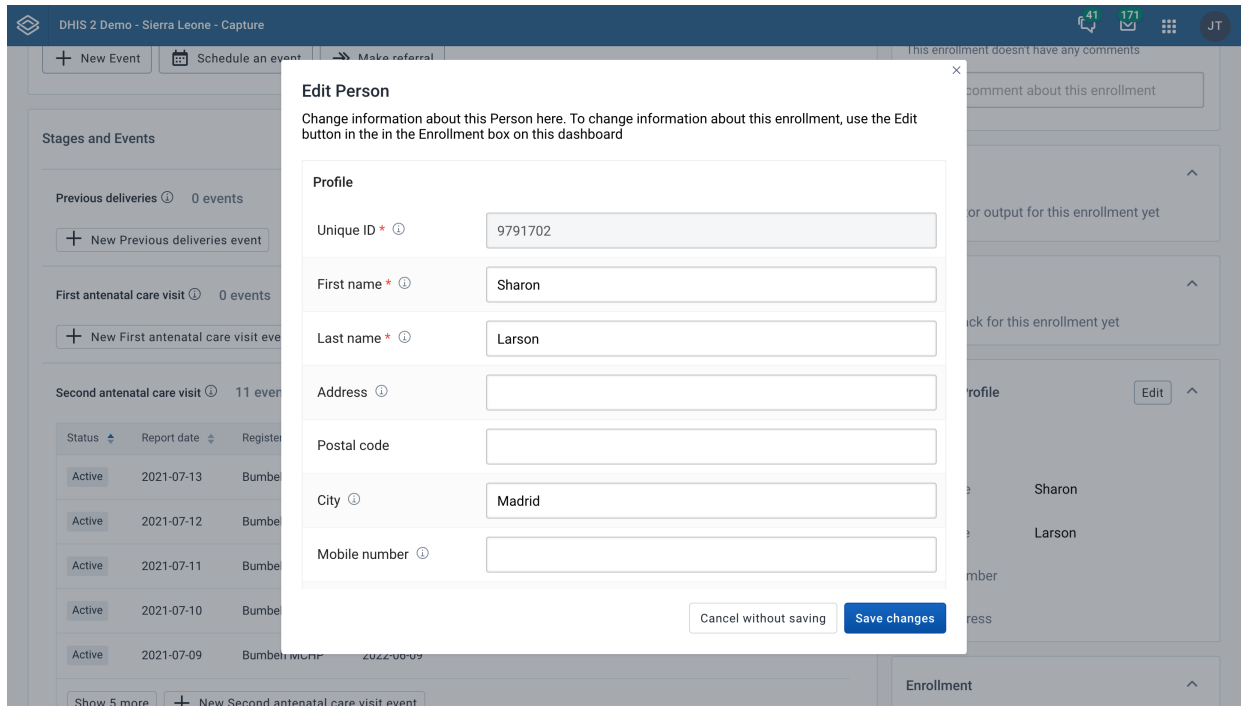 DHIS 2 Demo - Sierra Leone - Capture
41
171
JT
New Event
Schedule an event
Make referral
This enrollment doesn't have any comments
comment about this enrollment
Stages and Events
Previous deliveries 0 events
New Previous deliveries event
or output for this enrollment yet
First antenatal care visit 0 events
New First antenatal care visit eve
for this enrollment yet
Second antenatal care visit 11 even
Edit
Status Report date Register
Active 2021-07-13 Bumbe
Active 2021-07-12 Bumbe
Active 2021-07-11 Bumbe
Active 2021-07-10 Bumbe
Active 2021-07-09 Bumbeh MCHP 2022-06-09
Show 5 more
New Second antenatal care visit event
Sharon
Larson
Enrollment
Edit Person
Change information about this Person here. To change information about this enrollment, use the Edit
button in the in the Enrollment box on this dashboard
Profile
Unique ID * 9791702
First name * Sharon
Last name * Larson
Address
Postal code
City Madrid
Mobile number
Cancel without saving
Save changes